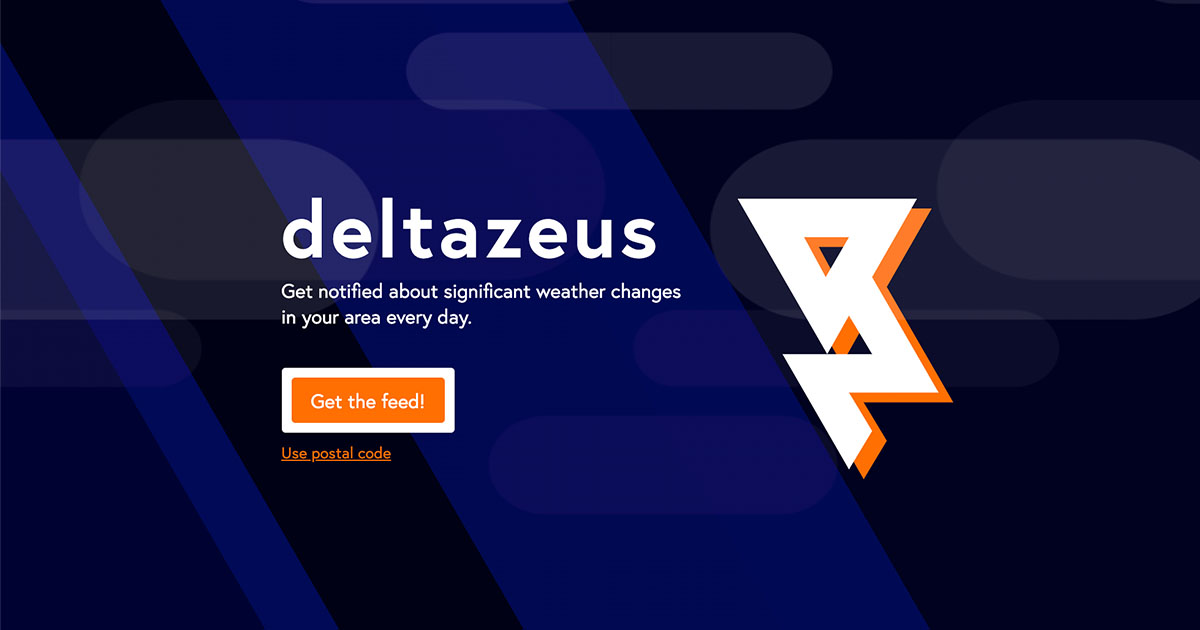 deltazeus
Get notified about significant weather changes
in your area every day.
Get the feed!
Use postal code